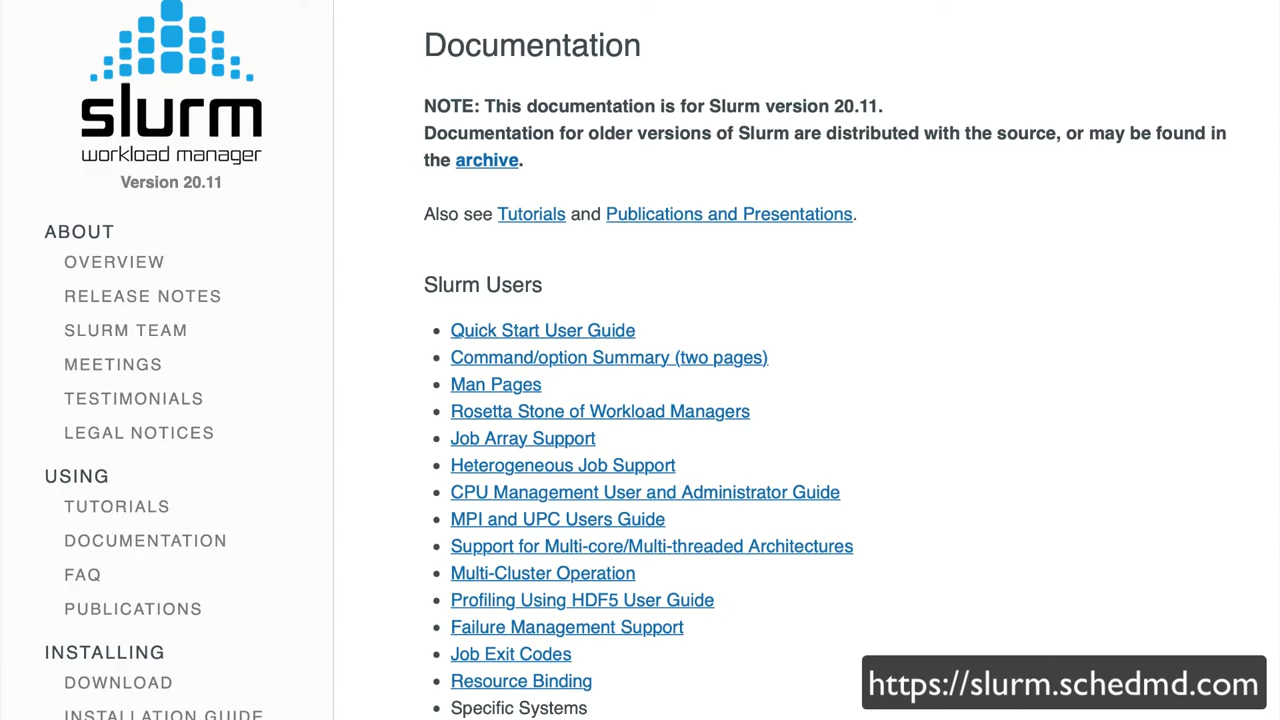 slurm
workload manager
Version 20.11
ABOUT
OVERVIEW
RELEASE NOTES
SLURM TEAM
MEETINGS
TESTIMONIALS
LEGAL NOTICES
USING
TUTORIALS
DOCUMENTATION
FAQ
PUBLICATIONS
INSTALLING
DOWNLOAD
INSTALLATION GUIDE
Documentation
NOTE: This documentation is for Slurm version 20.11.
Documentation for older versions of Slurm are distributed with the source, or may be found in
the archive.
Also see Tutorials and Publications and Presentations.
Slurm Users
• Quick Start User Guide
• Command/option Summary (two pages)
• Man Pages
• Rosetta Stone of Workload Managers
• Job Array Support
• Heterogeneous Job Support
• CPU Management User and Administrator Guide
• MPI and UPC Users Guide
• Support for Multi-core/Multi-threaded Architectures
• Multi-Cluster Operation
• Profiling Using HDF5 User Guide
• Failure Management Support
• Job Exit Codes
• Resource Binding
• Specific Systems
https://slurm.schedmd.com